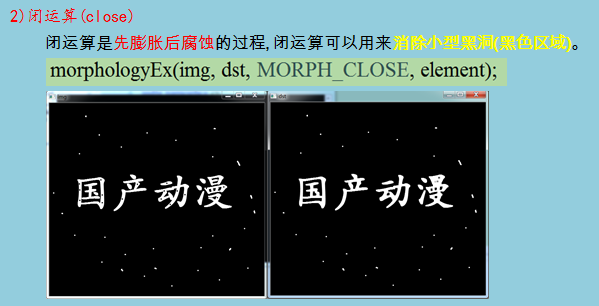 2)闭运算(close)
闭运算是先膨胀后腐蚀的过程,闭运算可以用来消除小型黑洞(黑色区域)。
morphologyEx(img, dst, MORPH_CLOSE, element);
国产动漫 国产动漫